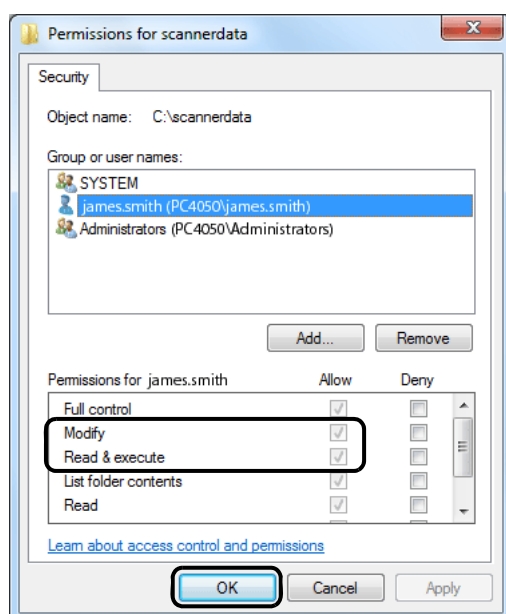 Permissions for scannerdata
Security
Object name: C:\scannerdata
Group or user names:
SYSTEM
james.smith (PC4050\james.smith)
Administrators (PC4050\Administrators)
Add... Remove
Permissions for james.smith Allow Deny
Full control
Modify
Read & execute
List folder contents
Read
Learn about access control and permissions
OK Cancel Apply